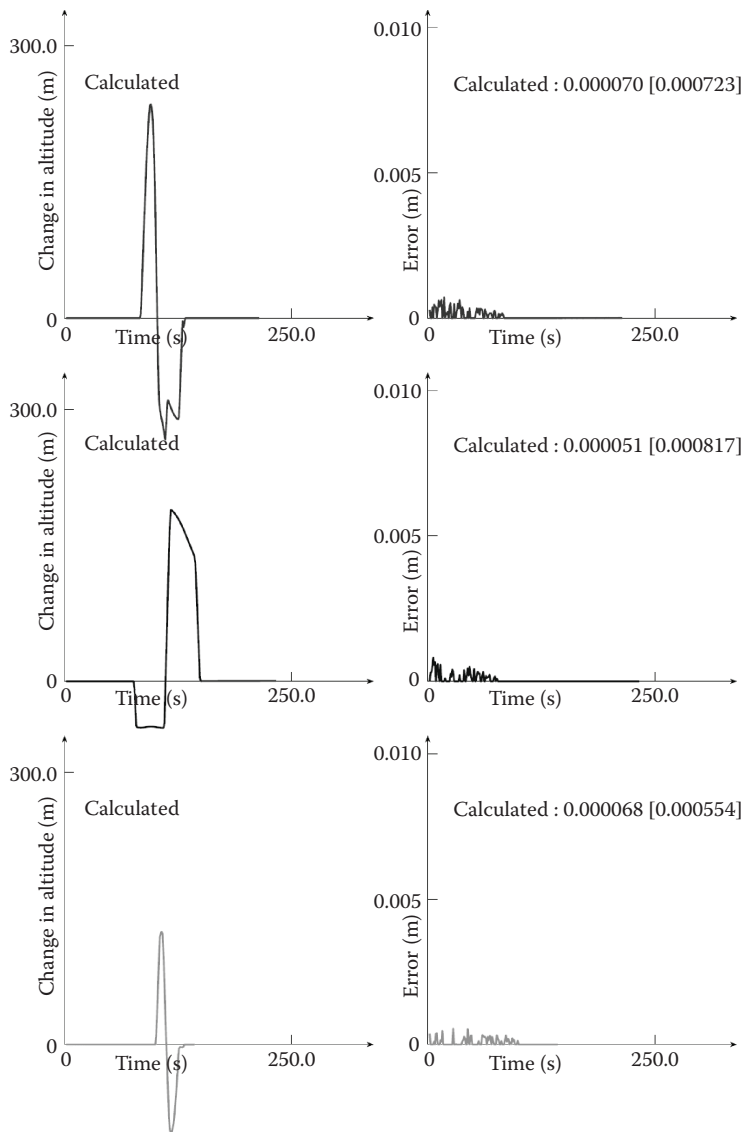 300.0
Change in altitude (m)
Calculated
0
0
Time (s)
250.0
0.010
Calculated : 0.000070 [0.000723]
0.005
Error (m)
0
0
Time (s)
250.0
300.0
Change in altitude (m)
Calculated
0
0
Time (s)
250.0
0.010
Calculated : 0.000051 [0.000817]
0.005
Error (m)
0
0
Time (s)
250.0
300.0
Change in altitude (m)
Calculated
0
0
Time (s)
250.0
0.010
Calculated : 0.000068 [0.000554]
0.005
Error (m)
0
0
Time (s)
250.0